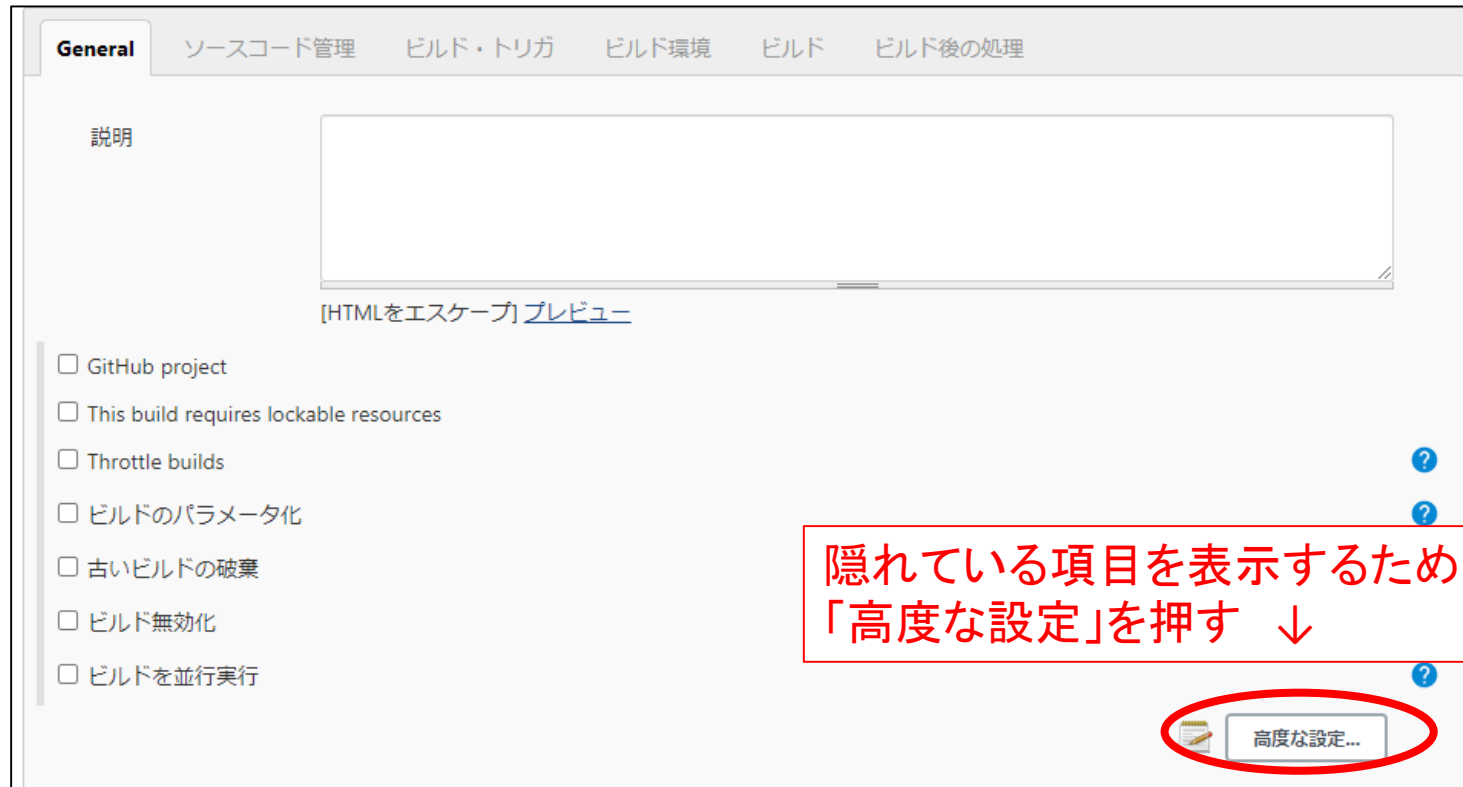 General ソースコード管理 ビルド・トリガ ビルド環境 ビルド ビルド後の処理
説明
[HTMLをエスケープ] プレビュー
GitHub project
This build requires lockable resources
Throttle builds
ビルドのパラメータ化
古いビルドの破棄
ビルド無効化
ビルドを並行実行
隠れている項目を表示するため
「高度な設定」を押す ↓
高度な設定...